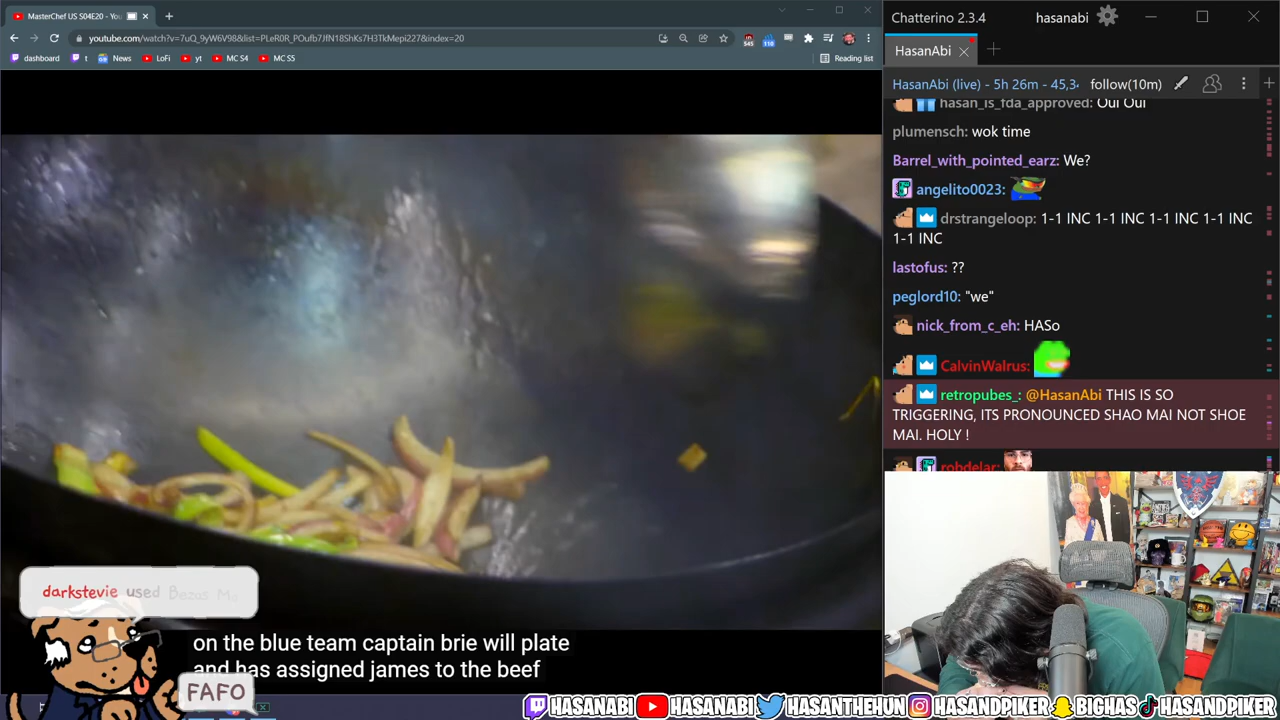 MasterChef US S04E20 - You
youtube.com/watch?v=7uQ_9yW6V98&list=PLeR0R_POufb7JfN18ShKs7H3TkMepi227&index=20
545
110
dashboard
t
News
LoFi
yt
MC S4
MC S5
Reading list
on the blue team captain brie will plate
and has assigned james to the beef
darkstevie used Bezos M
FAFO
Chatterino 2.3.4
hasanabi
HasanAbi
HasanAbi (live) - 5h 26m - 45,3
follow(10m)
hasan_is_fda_approved: Oui Oui
plumensch: wok time
Barrel_with_pointed_earz: We?
angelito0023:
drstrangeloop: 1-1 INC 1-1 INC 1-1 INC 1-1 INC
1-1 INC
lastofus: ??
peglord10: "we"
nick_from_c_eh: HASo
CalvinWalrus:
retropubes_: @HasanAbi THIS IS SO
TRIGGERING, ITS PRONOUNCED SHAO MAI NOT SHOE
MAI. HOLY !
robdelar:
HASANABI HASANABI HASANTHEHUN HASANDPIKER BIGHAS HASANDPIKER